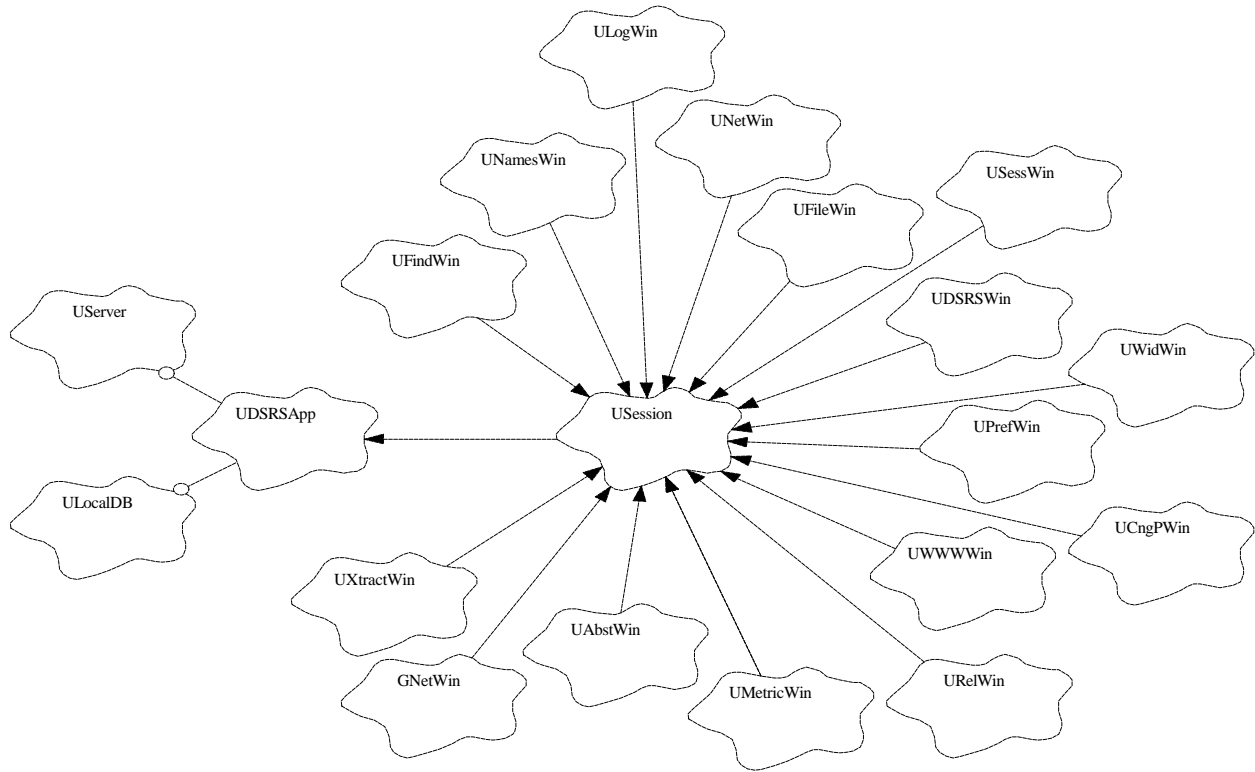 ULogWin
UNetWin
UNamesWin
USessWin
UFileWin
UFindWin
UDSRSWin
UServer
UWidWin
UDSRSApp
USession
UPrefWin
ULocalDB
UCngPWin
UWWWWin
UXtractWin
UAbstWin
GNetWin
UMetricWin
URelWin